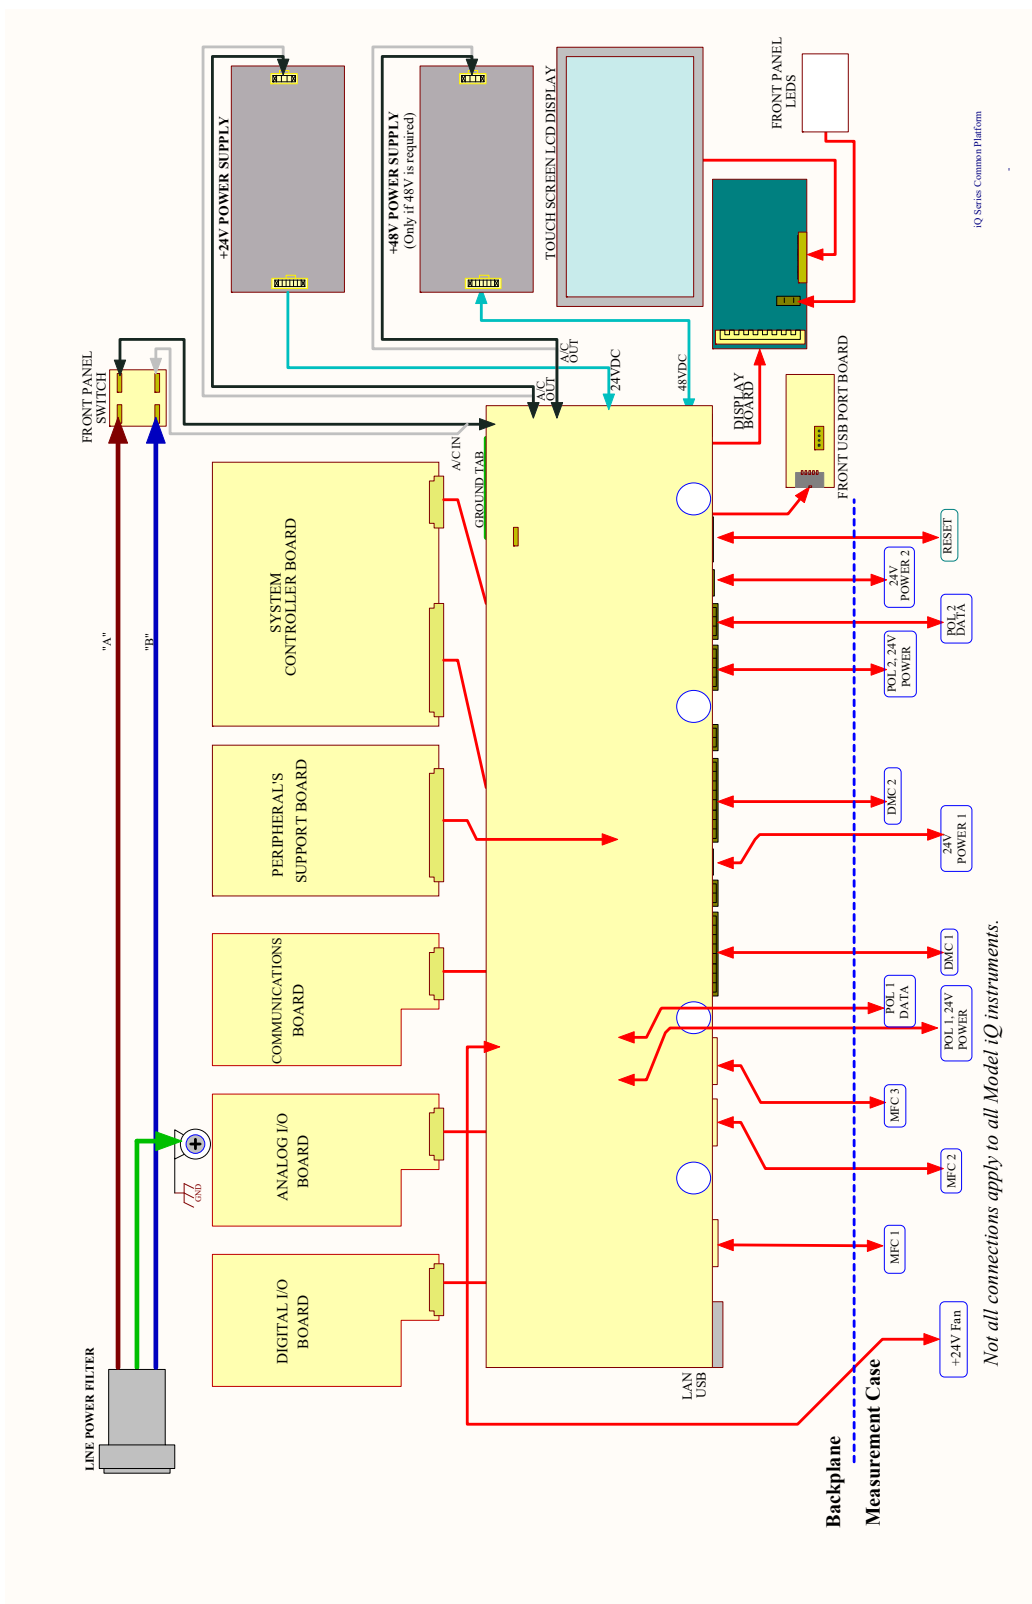 LINE POWER FILTER
"A"
"B"
FRONT PANEL
SWITCH
+24V POWER SUPPLY
+48V POWER SUPPLY
(Only if 48V is required)
TOUCH SCREEN LCD DISPLAY
FRONT PANEL
LEDS
GND
DIGITAL I/O
BOARD
ANALOG I/O
BOARD
COMMUNICATIONS
BOARD
PERIPHERAL'S
SUPPORT BOARD
SYSTEM
CONTROLLER BOARD
A/C IN
GROUND TAB
A/C
OUT
A/C
OUT
24VDC
48VDC
DISPLAY
BOARD
FRONT USB PORT BOARD
LAN
USB
Backplane
Measurement Case
+24V Fan
MFC 1
MFC 2
MFC 3
POL 1, 24V
POWER
POL 1
DATA
DMC 1
24V
POWER 1
DMC 2
POL 2, 24V
POWER
POL 2
DATA
24V
POWER 2
RESET
Not all connections apply to all Model iQ instruments.
iQ Series Common Platform
-